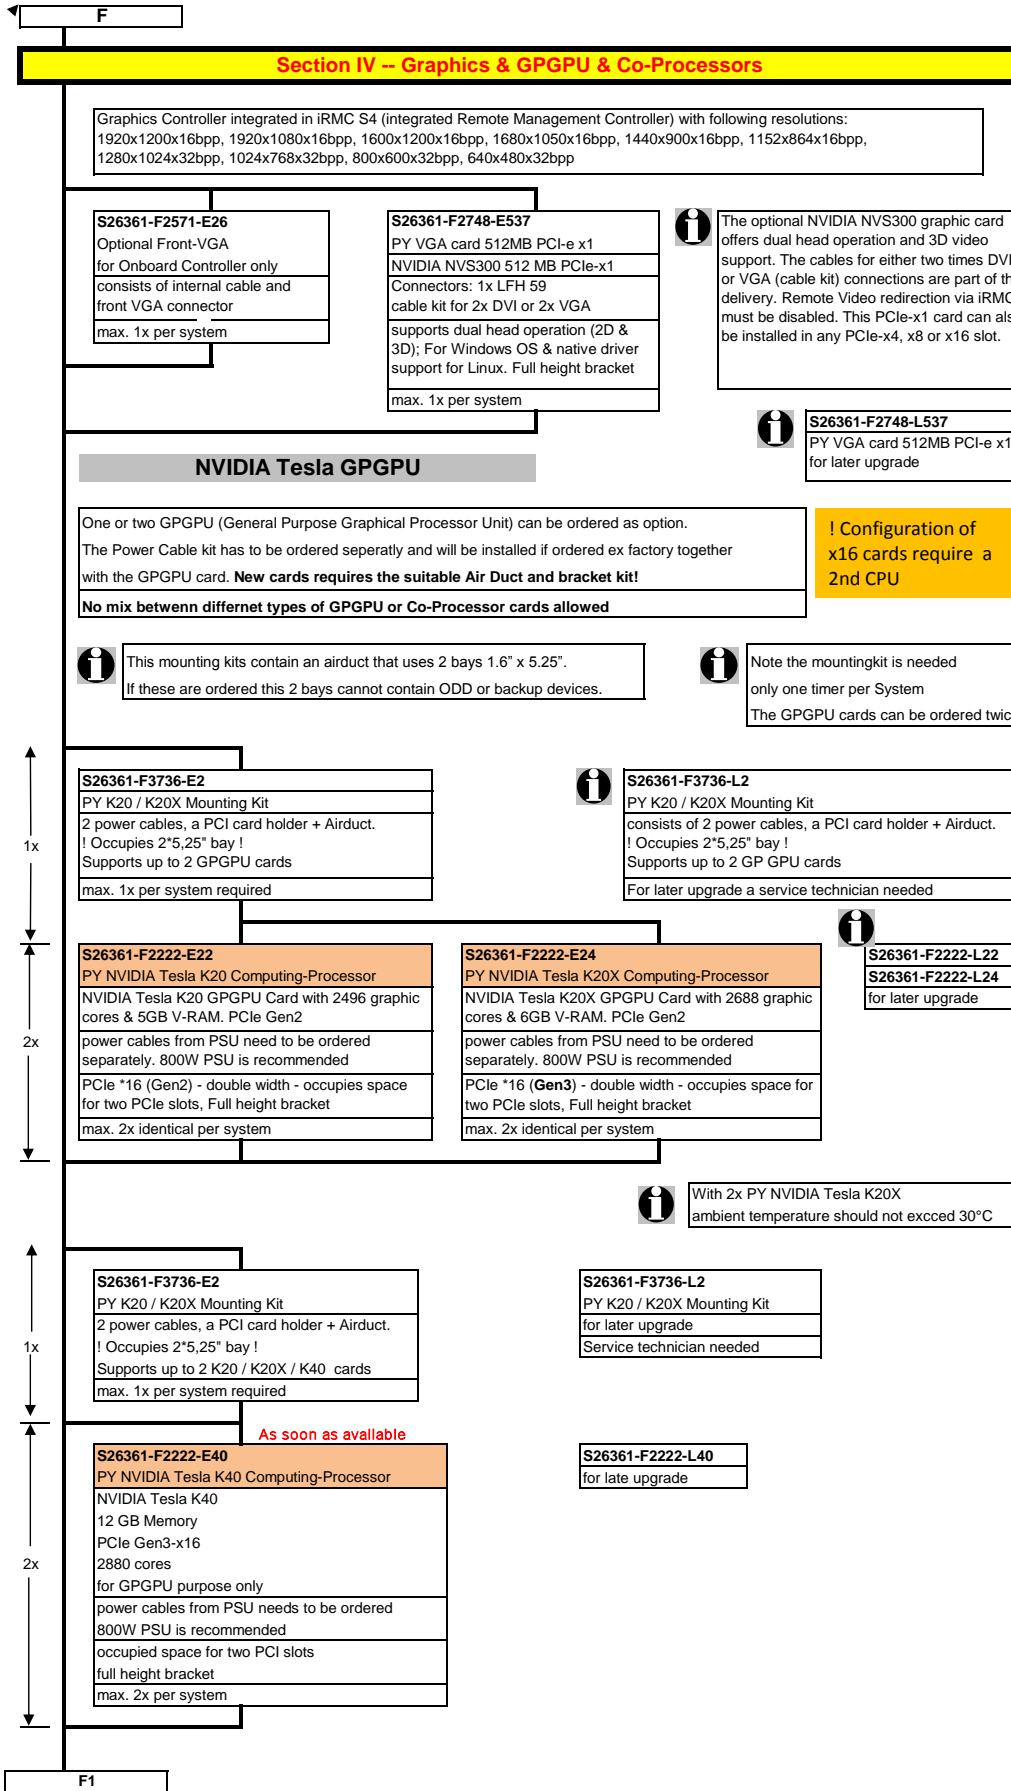 F
Section IV -- Graphics & GPGPU & Co-Processors
Graphics Controller integrated in iRMC S4 (integrated Remote Management Controller) with following resolutions:
1920x1200x16bpp, 1920x1080x16bpp, 1600x1200x16bpp, 1680x1050x16bpp, 1440x900x16bpp, 1152x864x16bpp,
1280x1024x32bpp, 1024x768x32bpp, 800x600x32bpp, 640x480x32bpp
S26361-F2571-E26
Optional Front-VGA
for Onboard Controller only
consists of internal cable and
front VGA connector
max. 1x per system
S26361-F2748-E537
PY VGA card 512MB PCI-e x1
NVIDIA NVS300 512 MB PCIe-x1
Connectors: 1x LFH 59
cable kit for 2x DVI or 2x VGA
supports dual head operation (2D &
3D); For Windows OS & native driver
support for Linux. Full height bracket
max. 1x per system
The optional NVIDIA NVS300 graphic card
offers dual head operation and 3D video
support. The cables for either two times DVI
or VGA (cable kit) connections are part of th
delivery. Remote Video redirection via iRMC
must be disabled. This PCIe-x1 card can als
be installed in any PCIe-x4, x8 or x16 slot.
S26361-F2748-L537
PY VGA card 512MB PCI-e x1
for later upgrade
NVIDIA Tesla GPGPU
One or two GPGPU (General Purpose Graphical Processor Unit) can be ordered as option.
The Power Cable kit has to be ordered seperatly and will be installed if ordered ex factory together
with the GPGPU card. New cards requires the suitable Air Duct and bracket kit!
No mix betwenn differnet types of GPGPU or Co-Processor cards allowed
! Configuration of
x16 cards require a
2nd CPU
This mounting kits contain an airduct that uses 2 bays 1.6” x 5.25”.
If these are ordered this 2 bays cannot contain ODD or backup devices.
Note the mountingkit is needed
only one timer per System
The GPGPU cards can be ordered twic
1x
S26361-F3736-E2
PY K20 / K20X Mounting Kit
2 power cables, a PCI card holder + Airduct.
! Occupies 2*5,25" bay !
Supports up to 2 GPGPU cards
max. 1x per system required
S26361-F3736-L2
PY K20 / K20X Mounting Kit
consists of 2 power cables, a PCI card holder + Airduct.
! Occupies 2*5,25" bay !
Supports up to 2 GP GPU cards
For later upgrade a service technician needed
2x
S26361-F2222-E22
PY NVIDIA Tesla K20 Computing-Processor
NVIDIA Tesla K20 GPGPU Card with 2496 graphic
cores & 5GB V-RAM. PCIe Gen2
power cables from PSU need to be ordered
separately. 800W PSU is recommended
PCIe *16 (Gen2) - double width - occupies space
for two PCIe slots, Full height bracket
max. 2x identical per system
S26361-F2222-E24
PY NVIDIA Tesla K20X Computing-Processor
NVIDIA Tesla K20X GPGPU Card with 2688 graphic
cores & 6GB V-RAM. PCIe Gen2
power cables from PSU need to be ordered
separately. 800W PSU is recommended
PCIe *16 (Gen3) - double width - occupies space for
two PCIe slots, Full height bracket
max. 2x identical per system
S26361-F2222-L22
S26361-F2222-L24
for later upgrade
With 2x PY NVIDIA Tesla K20X
ambient temperature should not excced 30°C
1x
S26361-F3736-E2
PY K20 / K20X Mounting Kit
2 power cables, a PCI card holder + Airduct.
! Occupies 2*5,25" bay !
Supports up to 2 K20 / K20X / K40 cards
max. 1x per system required
S26361-F3736-L2
PY K20 / K20X Mounting Kit
for later upgrade
Service technician needed
As soon as available
2x
S26361-F2222-E40
PY NVIDIA Tesla K40 Computing-Processor
NVIDIA Tesla K40
12 GB Memory
PCIe Gen3-x16
2880 cores
for GPGPU purpose only
power cables from PSU needs to be ordered
800W PSU is recommended
occupied space for two PCI slots
full height bracket
max. 2x per system
S26361-F2222-L40
for late upgrade
F1